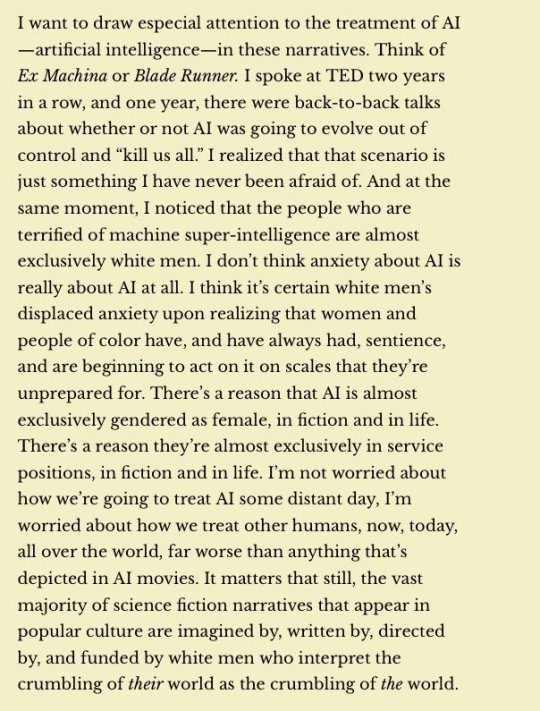 I want to draw especial attention to the treatment of AI
—artificial intelligence—in these narratives. Think of
Ex Machina or Blade Runner. I spoke at TED two years
in a row, and one year, there were back-to-back talks
about whether or not AI was going to evolve out of
control and “kill us all.” I realized that that scenario is
just something I have never been afraid of. And at the
same moment, I noticed that the people who are
terrified of machine super-intelligence are almost
exclusively white men. I don’t think anxiety about AI is
really about AI at all. I think it’s certain white men’s
displaced anxiety upon realizing that women and
people of color have, and have always had, sentience,
and are beginning to act on it on scales that they’re
unprepared for. There’s a reason that AI is almost
exclusively gendered as female, in fiction and in life.
There’s a reason they’re almost exclusively in service
positions, in fiction and in life. I’m not worried about
how we’re going to treat AI some distant day, I’m
worried about how we treat other humans, now, today,
all over the world, far worse than anything that’s
depicted in AI movies. It matters that still, the vast
majority of science fiction narratives that appear in
popular culture are imagined by, written by, directed
by, and funded by white men who interpret the
crumbling of their world as the crumbling of the world.